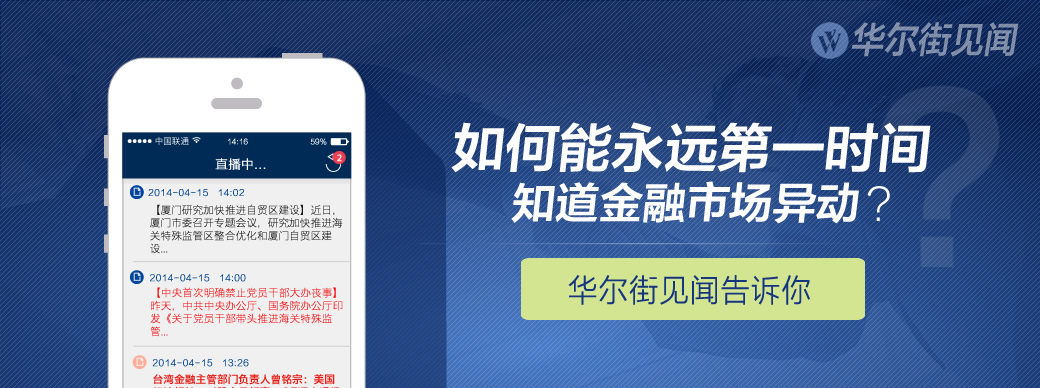 华尔街见闻
如何能永远第一时间
知道金融市场异动？
华尔街见闻告诉你
中国联通
14:16
59%
直播中...
2
2014-04-15 14:02
【厦门研究加快推进自贸区建设】近日，
厦门市委召开专题会议，研究加快推进海
关特殊监管区整合优化和厦门自贸区建
设...
2014-04-15 14:00
【中央首次明确禁止党员干部大办丧事】
昨天，中共中央办公厅、国务院办公厅印
发《关于党员干部带头推进海关特殊监
管...
2014-04-15 13:26
台湾金融主管部门负责人曾铭宗：美国